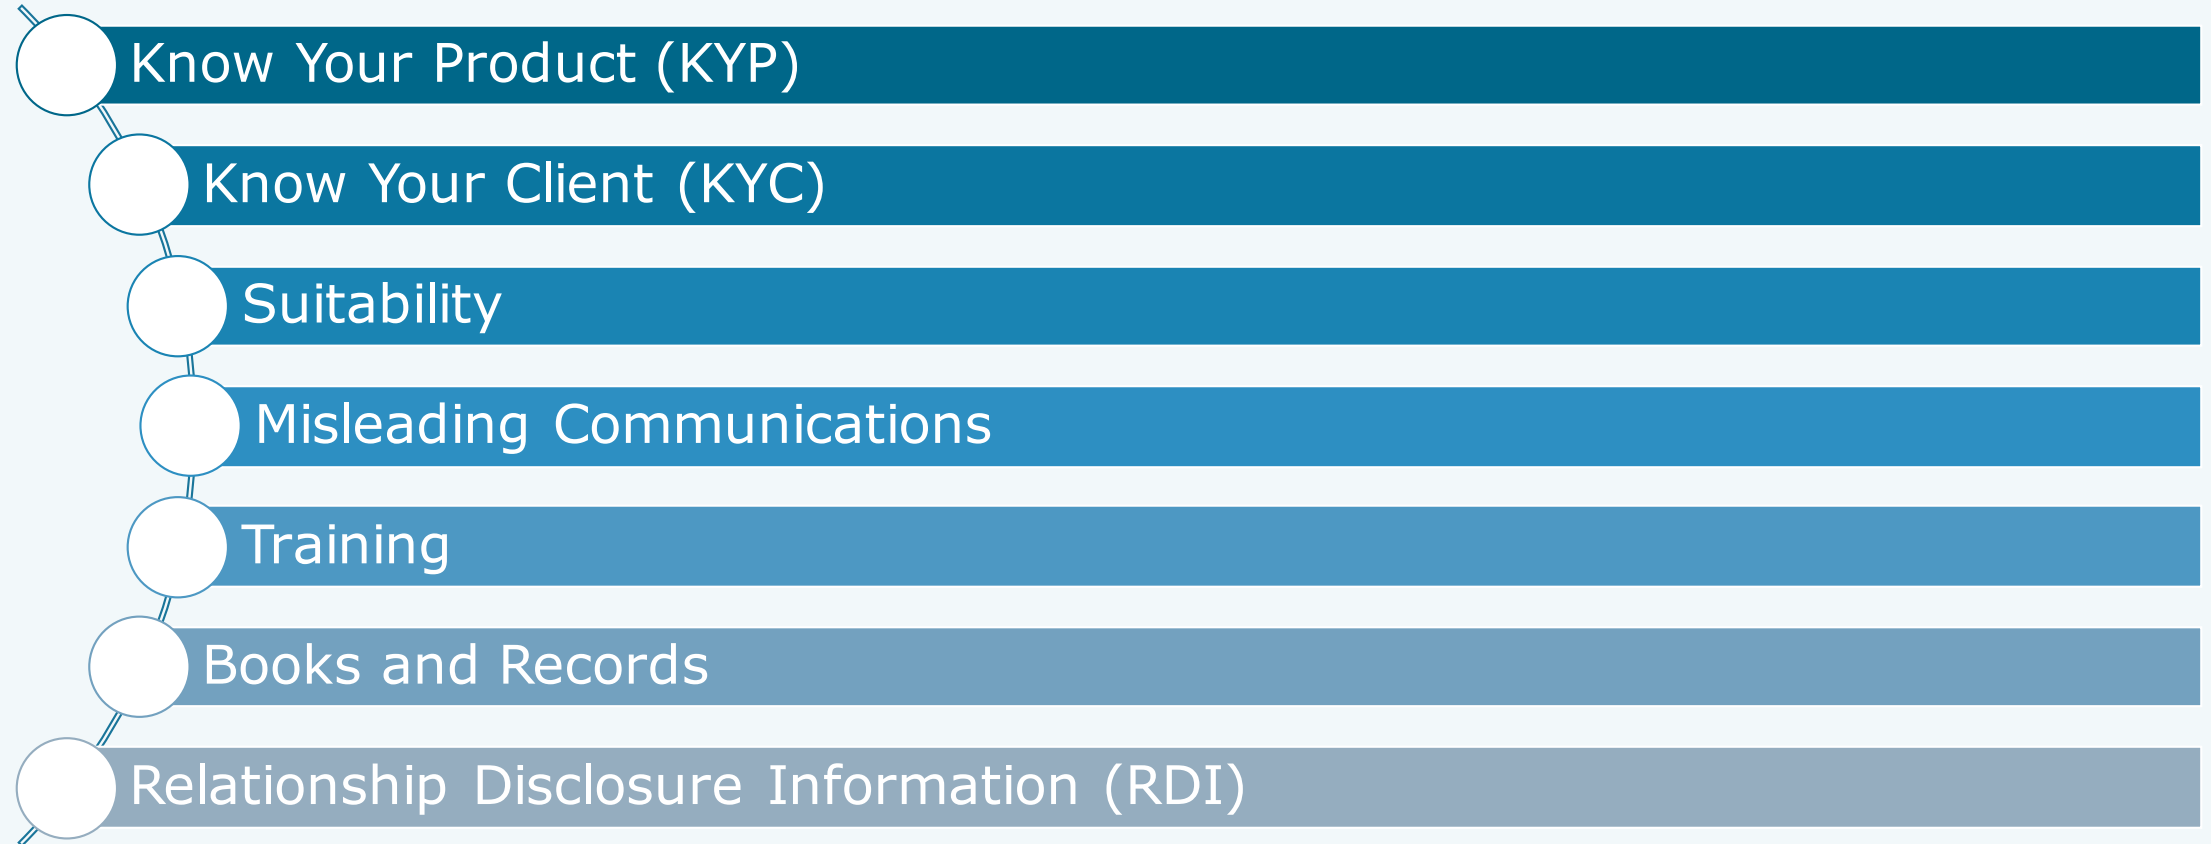 Know Your Product (KYP)
Know Your Client (KYC)
Suitability
Misleading Communications
Training
Books and Records
Relationship Disclosure Information (RDI)